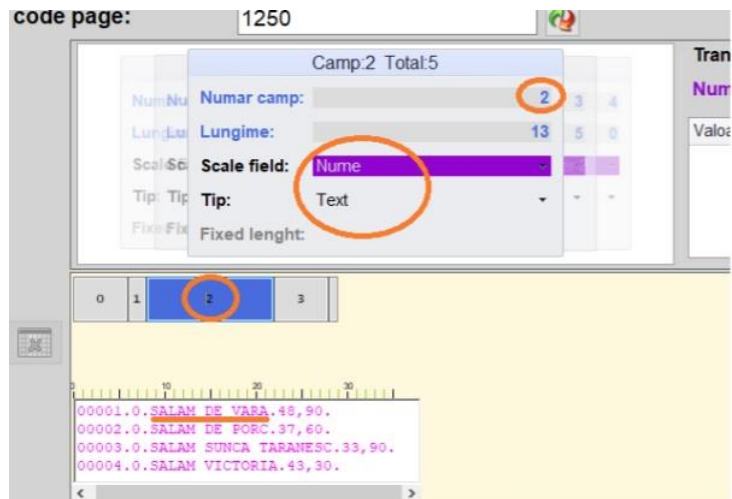 code page: 1250
Camp:2 Total:5
Numar camp: 2 3 4
Lungime: 13 5 0
Scale field: Nume
Tip: Text
Fixed lenght:
Tran
Num
Valoa
0 1 2 3
0 10 20 30
00001.0.SALAM DE VARA.48,90.
00002.0.SALAM DE PORC.37,60.
00003.0.SALAM SUNCA TARANESC.33,90.
00004.0.SALAM VICTORIA.43,30.